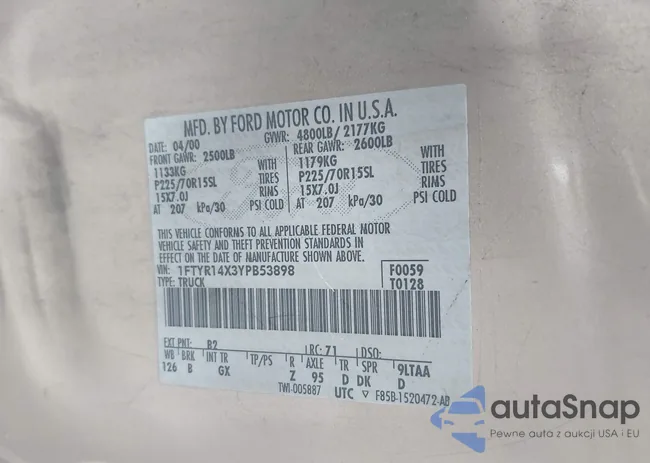 MFD. BY FORD MOTOR CO. IN U.S.A.
DATE: 04/00 GVWR: 4800LB/ 2177KG
FRONT GAWR: 2500LB REAR GAWR: 2600LB
1133KG WITH 1179KG WITH
P225/70R15SL TIRES P225/70R15SL TIRES
15X7.0J RIMS 15X7.0J RIMS
AT 207 kPa/30 PSI COLD AT 207 kPa/30 PSI COLD
THIS VEHICLE CONFORMS TO ALL APPLICABLE FEDERAL MOTOR
VEHICLE SAFETY AND THEFT PREVENTION STANDARDS IN
EFFECT ON THE DATE OF MANUFACTURE SHOWN ABOVE.
VIN: 1FTYR14X3YPB53898 F0059
TYPE: TRUCK T0128
EXT PNT: B2 RC: 71 DSO:
WB BRK INT TR TP/PS R AXLE TR SPR 9LTAA
126 B GX Z 95 D DK D
TWI-005887 UTC ▽ F85B-1520472-AB
autaSnap
Pewne auta z aukcji USA i EU